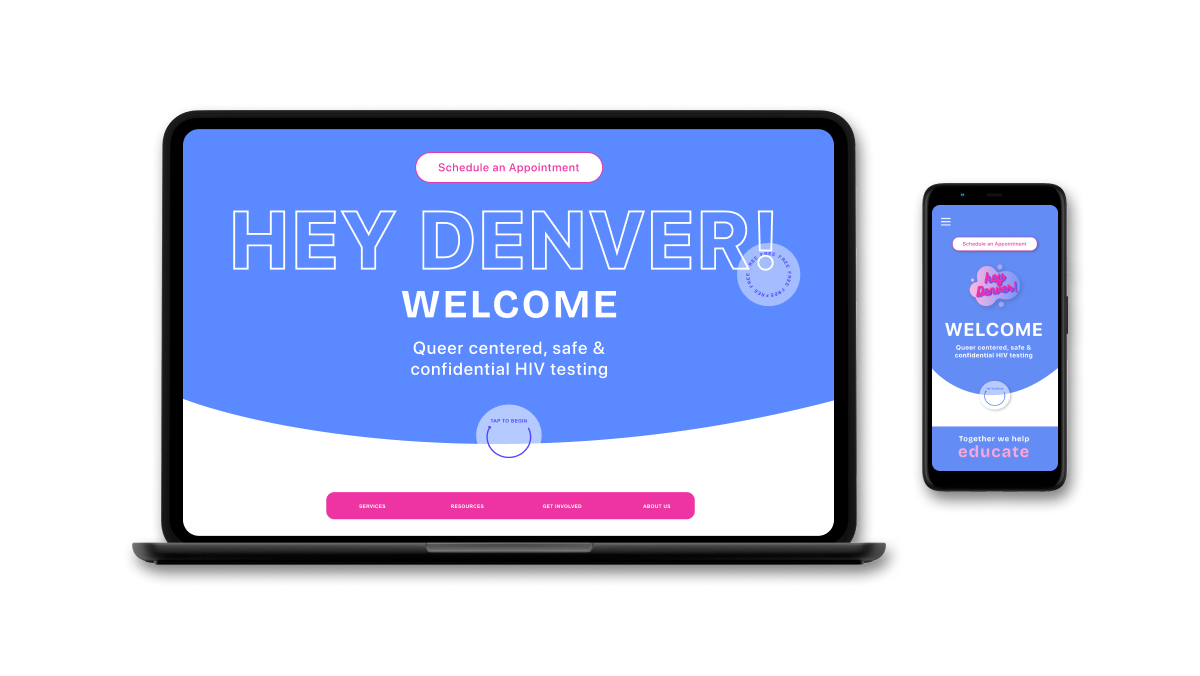 Schedule an Appointment
HEY DENVER!
FREE FREE FREE FREE FREE
WELCOME
Queer centered, safe &
confidential HIV testing
TAP TO BEGIN
SERVICES RESOURCES GET INVOLVED ABOUT US
Schedule an Appointment
hey
Denver!
WELCOME
Queer centered, safe &
confidential HIV testing
Together we help
educate